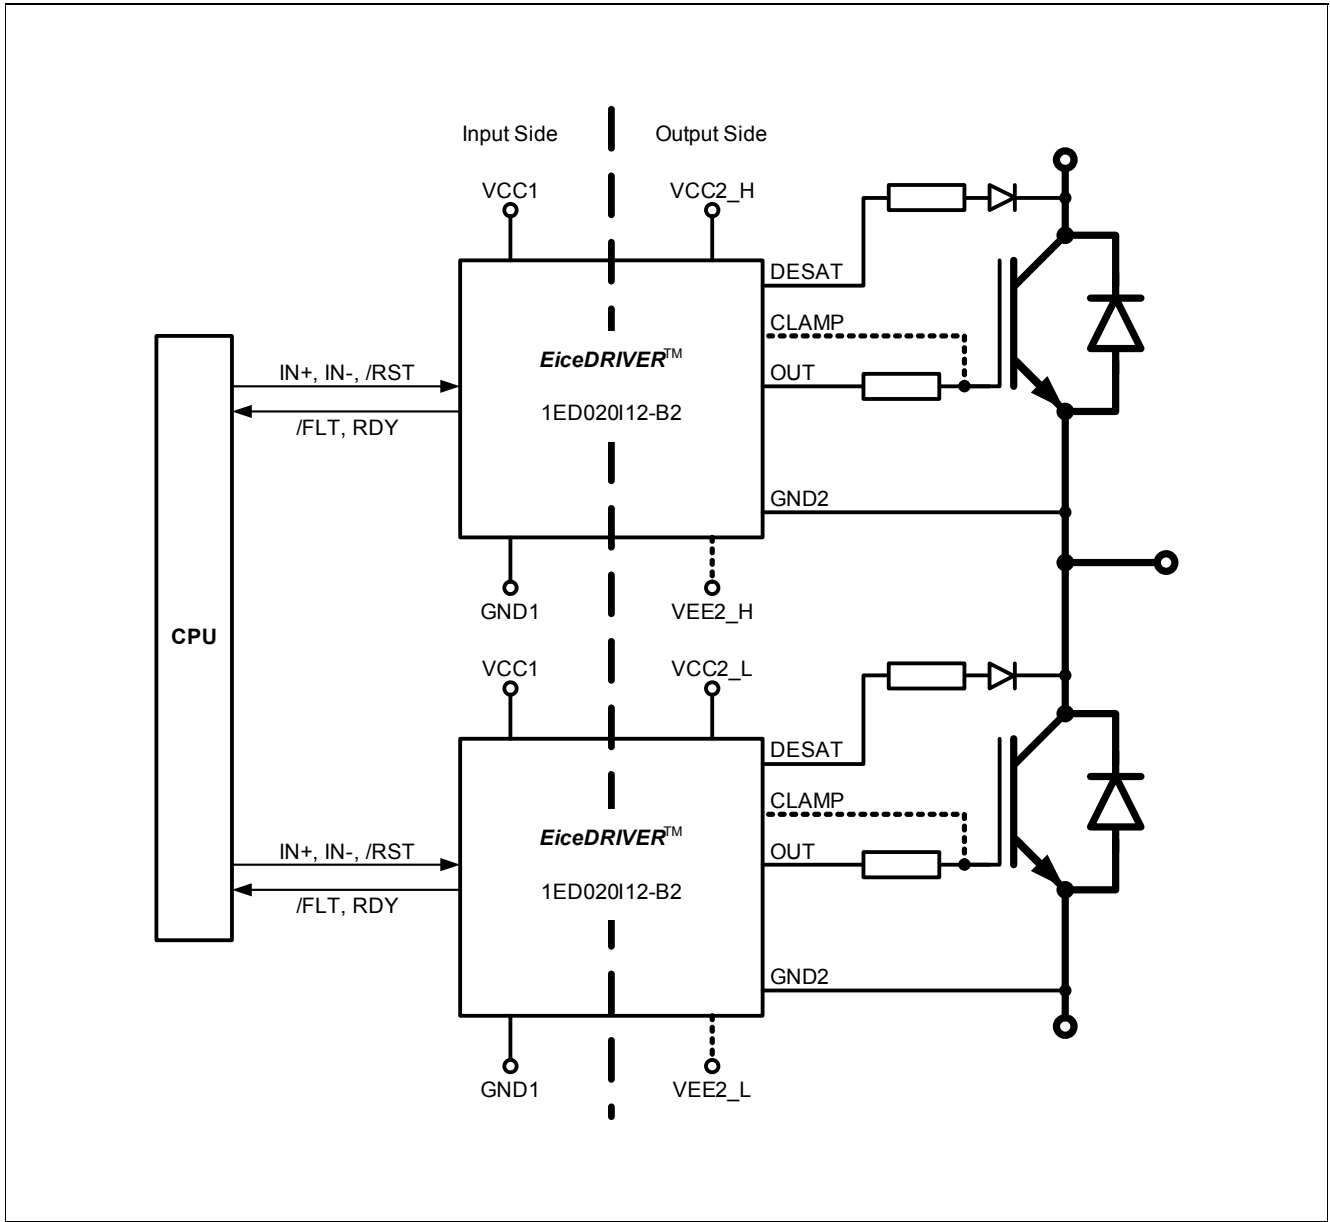 Input Side
Output Side
VCC1
VCC2_H
DESAT
CLAMP
EiceDRIVER™
OUT
IN+, IN-, /RST
1ED020I12-B2
/FLT, RDY
GND2
GND1
VEE2_H
CPU
VCC1
VCC2_L
DESAT
CLAMP
EiceDRIVER™
OUT
IN+, IN-, /RST
1ED020I12-B2
/FLT, RDY
GND2
GND1
VEE2_L